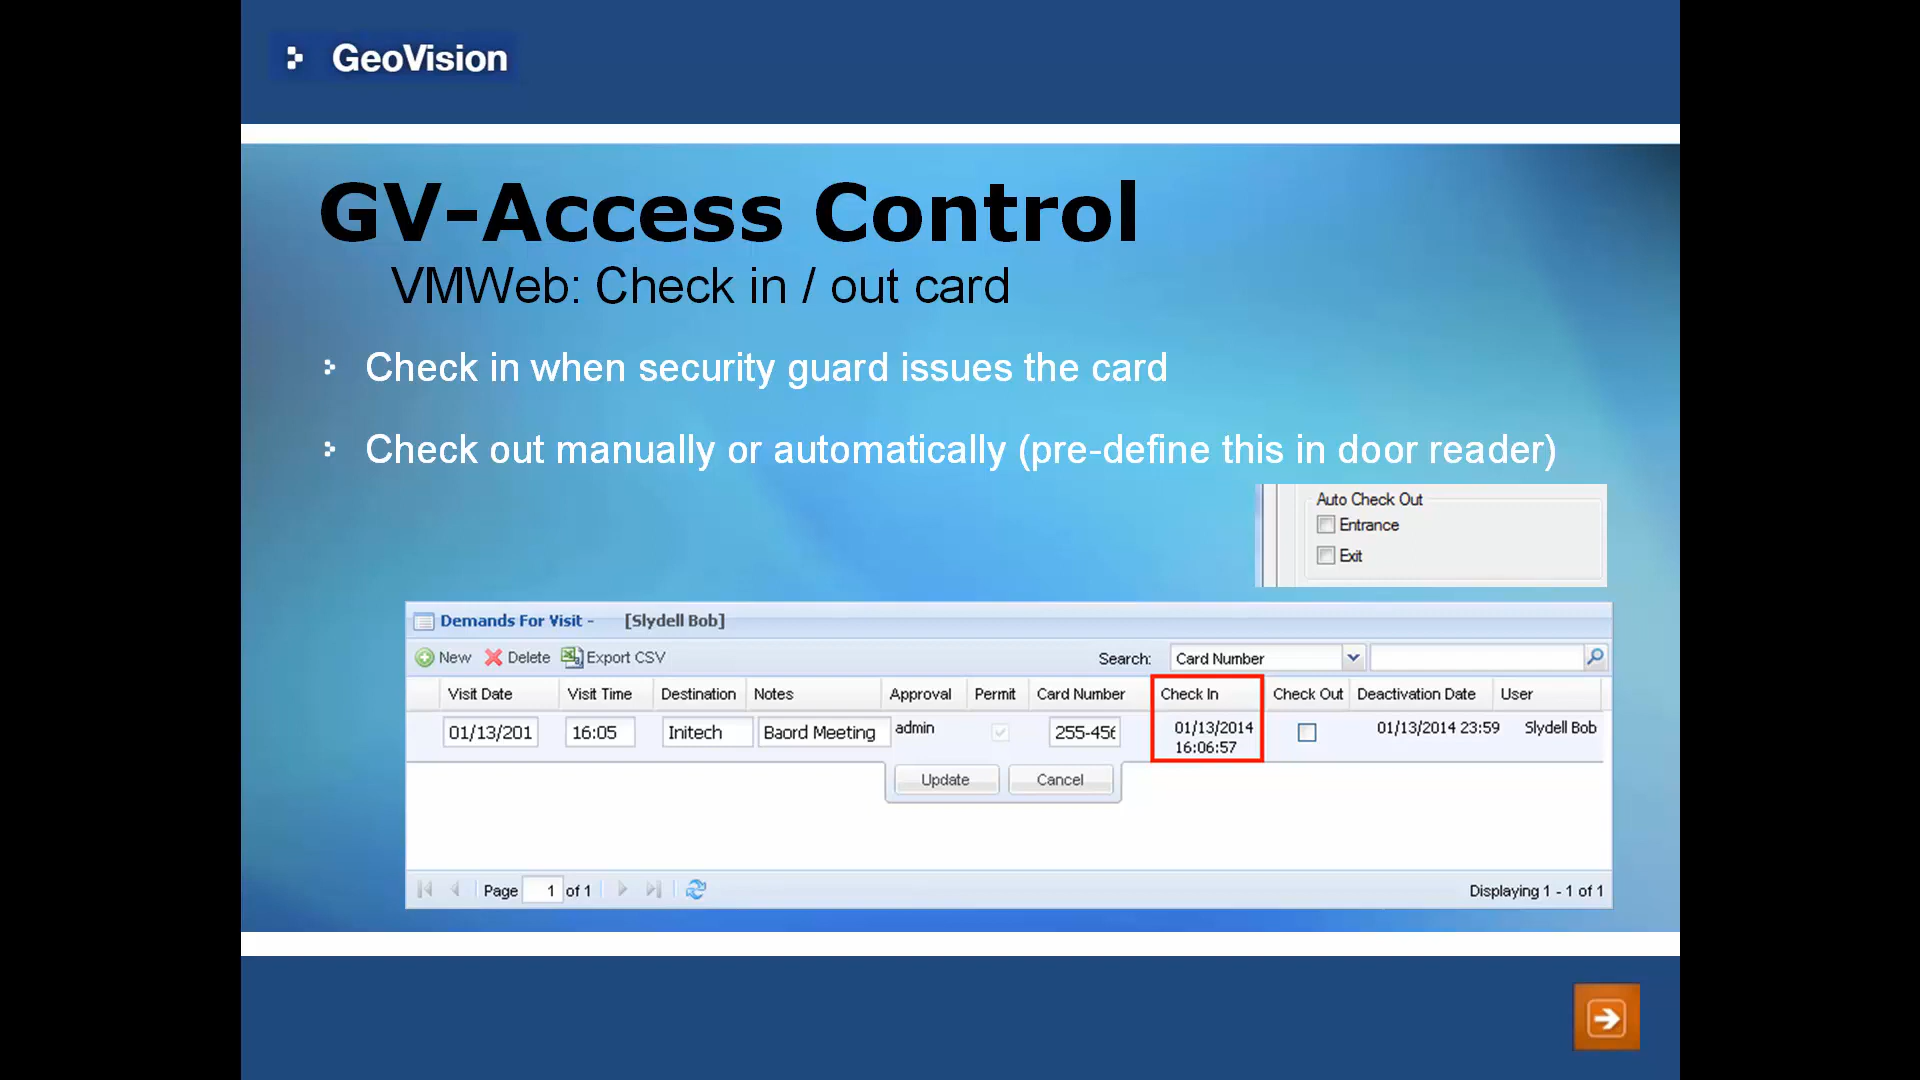 GeoVision
GV-Access Control
VMWeb: Check in / out card
Check in when security guard issues the card
Check out manually or automatically (pre-define this in door reader)
Auto Check Out
Entrance
Exit
Demands For Visit - [Slydell Bob]
New Delete Export CSV Search: Card Number
Visit Date Visit Time Destination Notes Approval Permit Card Number Check In Check Out Deactivation Date User
01/13/201 16:05 Initech Baord Meeting admin 255-456 01/13/2014 01/13/2014 23:59 Slydell Bob
16:06:57
Update Cancel
Page 1 of 1 Displaying 1 - 1 of 1